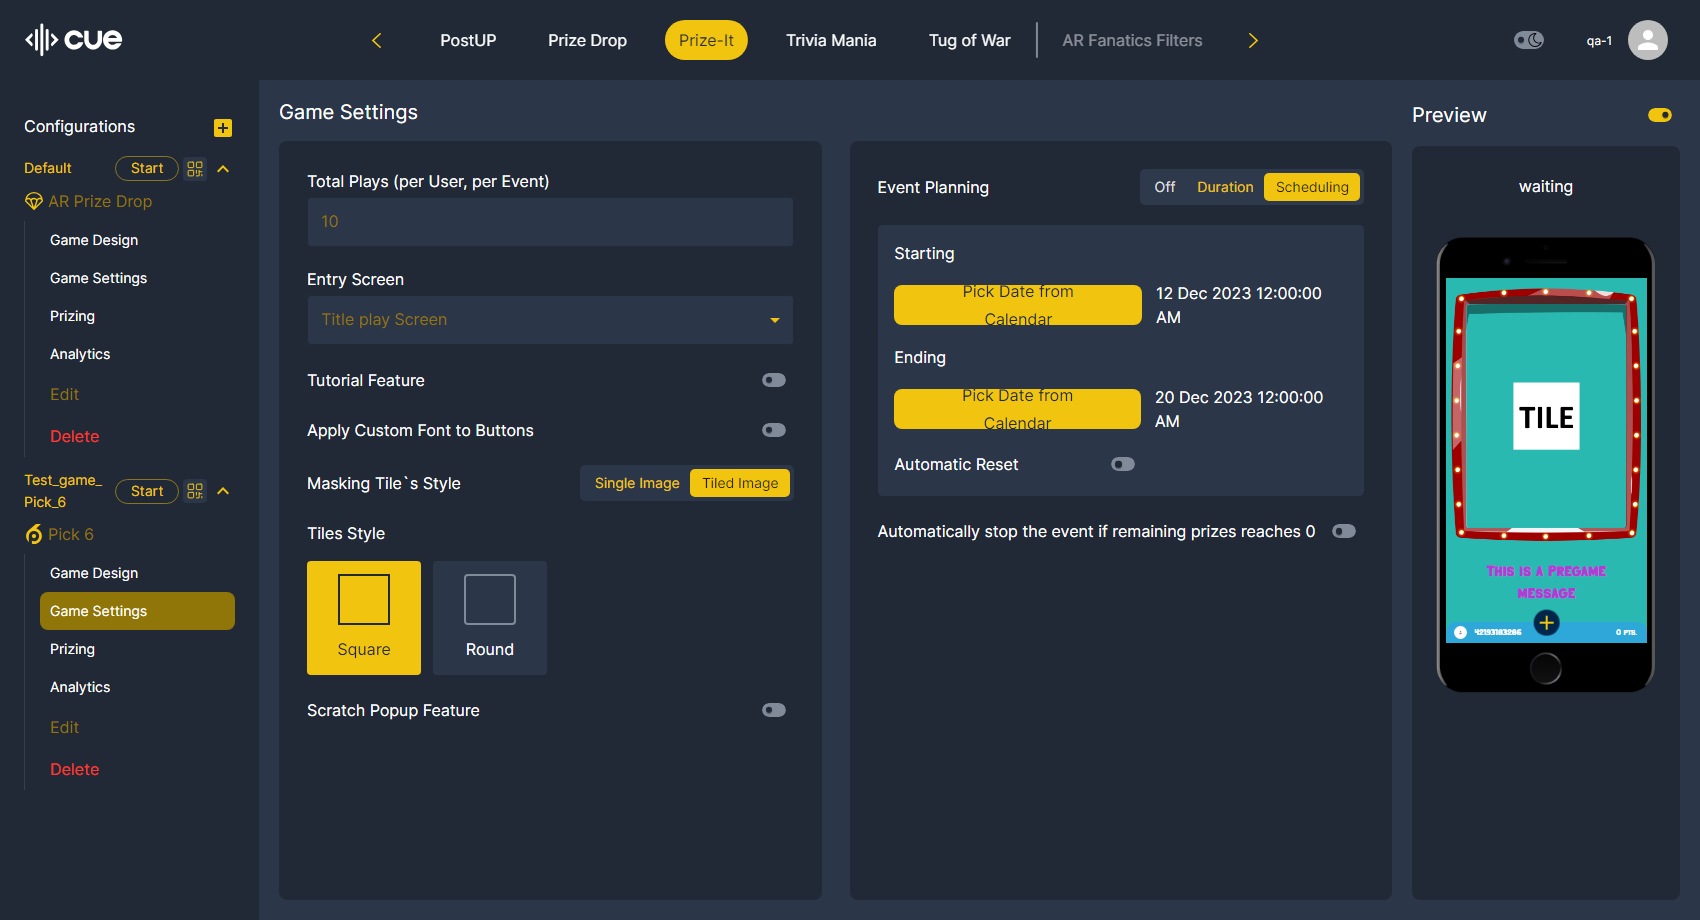 cue
PostUP
Prize Drop
Prize-It
Trivia Mania
Tug of War
AR Fanatics Filters
qa-1
Configurations
Default
Start
AR Prize Drop
Game Design
Game Settings
Prizing
Analytics
Edit
Delete
Test_game_
Pick_6
Start
Pick 6
Game Design
Game Settings
Prizing
Analytics
Edit
Delete
Game Settings
Total Plays (per User, per Event)
10
Entry Screen
Title play Screen
Tutorial Feature
Apply Custom Font to Buttons
Masking Tile`s Style
Single Image
Tiled Image
Tiles Style
Square
Round
Scratch Popup Feature
Event Planning
Off
Duration
Scheduling
Starting
Pick Date from
Calendar
12 Dec 2023 12:00:00
AM
Ending
Pick Date from
Calendar
20 Dec 2023 12:00:00
AM
Automatic Reset
Automatically stop the event if remaining prizes reaches 0
Preview
waiting
TILE
THIS IS A PREGAME
MESSAGE
42193103286
0 PTS.